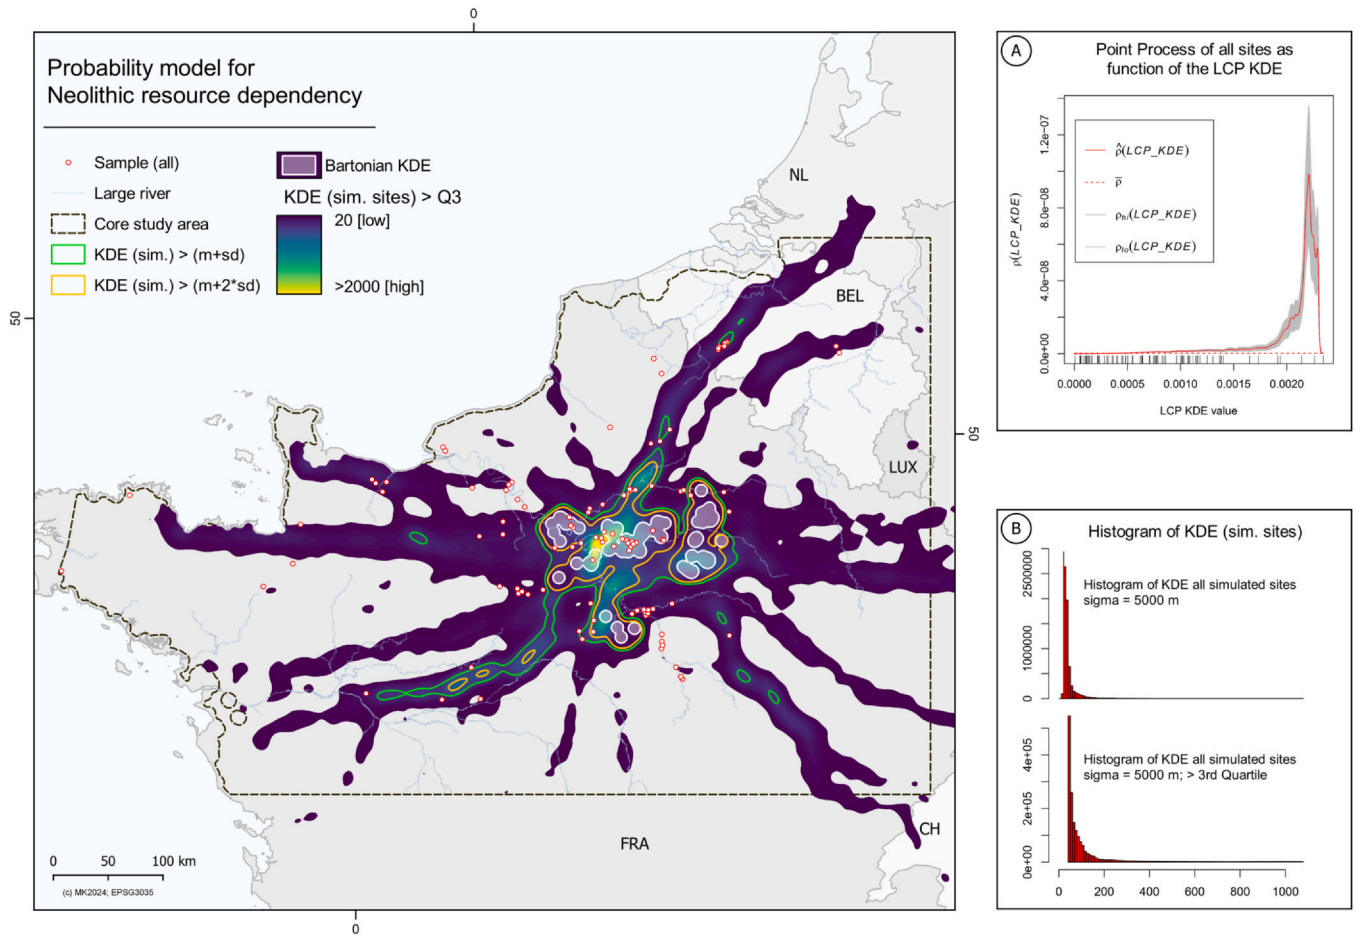 0
Probability model for
Neolithic resource dependency
Sample (all)
Large river
Core study area
KDE (sim.) > (m+sd)
KDE (sim.) > (m+2*sd)
Bartonian KDE
KDE (sim. sites) > Q3
20 [low]
>2000 [high]
NL
BEL
LUX
FRA
CH
50
50
0 50 100 km
(c) MK2024; EPSG3035
0
A
Point Process of all sites as
function of the LCP KDE
ρ̂(LCP_KDE)
ρ̅
ρhi(LCP_KDE)
ρlo(LCP_KDE)
ρ(LCP_KDE)
0.0e+00 4.0e-08 8.0e-08 1.2e-07
0.0000 0.0005 0.0010 0.0015 0.0020
LCP KDE value
B
Histogram of KDE (sim. sites)
Histogram of KDE all simulated sites
sigma = 5000 m
0 1000000 2500000
Histogram of KDE all simulated sites
sigma = 5000 m; > 3rd Quartile
0e+00 2e+05 4e+05
0 200 400 600 800 1000